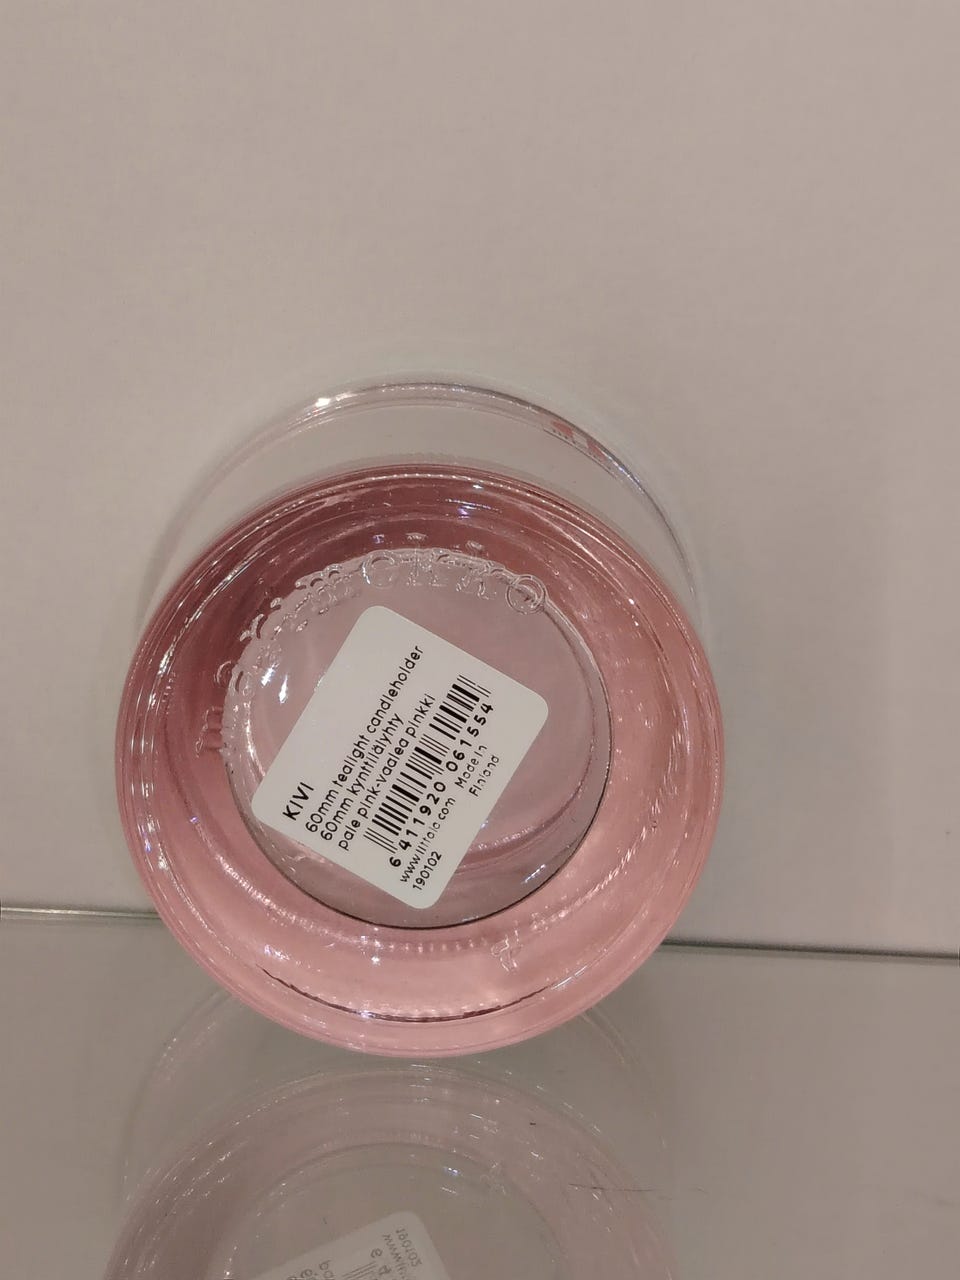 KIVI
60mm tealight candleholder
60mm kynttilälyhty
pale pink-vaalea pinkki
6 411920 061554
www.iittala.com Made in
190102 Finland